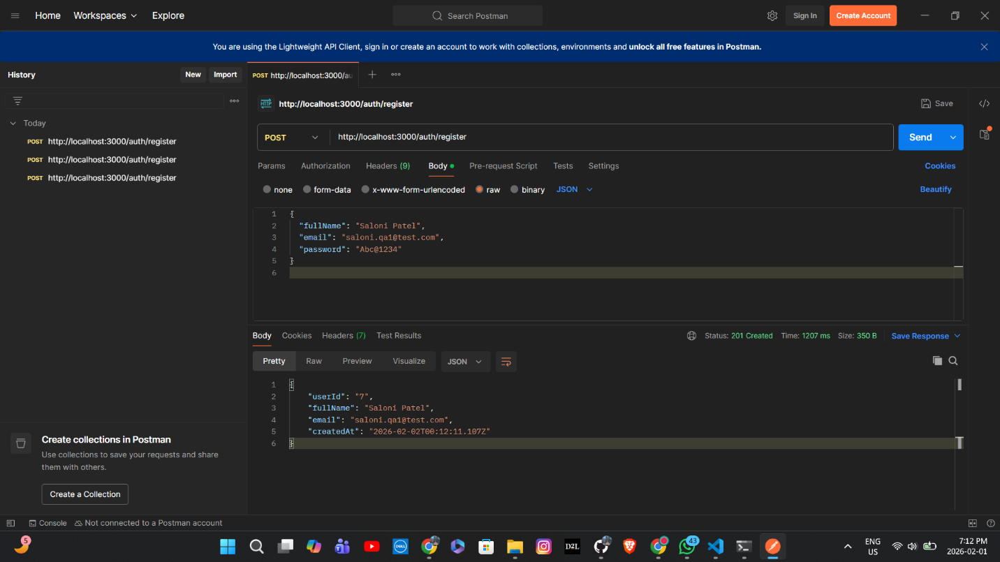 Home Workspaces Explore Search Postman Sign In Create Account
You are using the Lightweight API Client, sign in or create an account to work with collections, environments and unlock all free features in Postman.
History New Import
POST http://localhost:3000/au
Today
POST http://localhost:3000/auth/register
POST http://localhost:3000/auth/register
POST http://localhost:3000/auth/register
HTTP http://localhost:3000/auth/register Save
POST http://localhost:3000/auth/register Send
Params Authorization Headers (9) Body Pre-request Script Tests Settings Cookies
none form-data x-www-form-urlencoded raw binary JSON Beautify
1 {
2 "fullName": "Saloni Patel",
3 "email": "saloni.qa1@test.com",
4 "password": "Abc@1234"
5 }
6
Body Cookies Headers (7) Test Results Status: 201 Created Time: 1207 ms Size: 350 B Save Response
Pretty Raw Preview Visualize JSON
1 {
2 "userId": "7",
3 "fullName": "Saloni Patel",
4 "email": "saloni.qa1@test.com",
5 "createdAt": "2026-02-02T00:12:11.107Z"
6 }
Create collections in Postman
Use collections to save your requests and share
them with others.
Create a Collection
Console Not connected to a Postman account
5
DELL
D2L
43
ENG
US
7:12 PM
2026-02-01